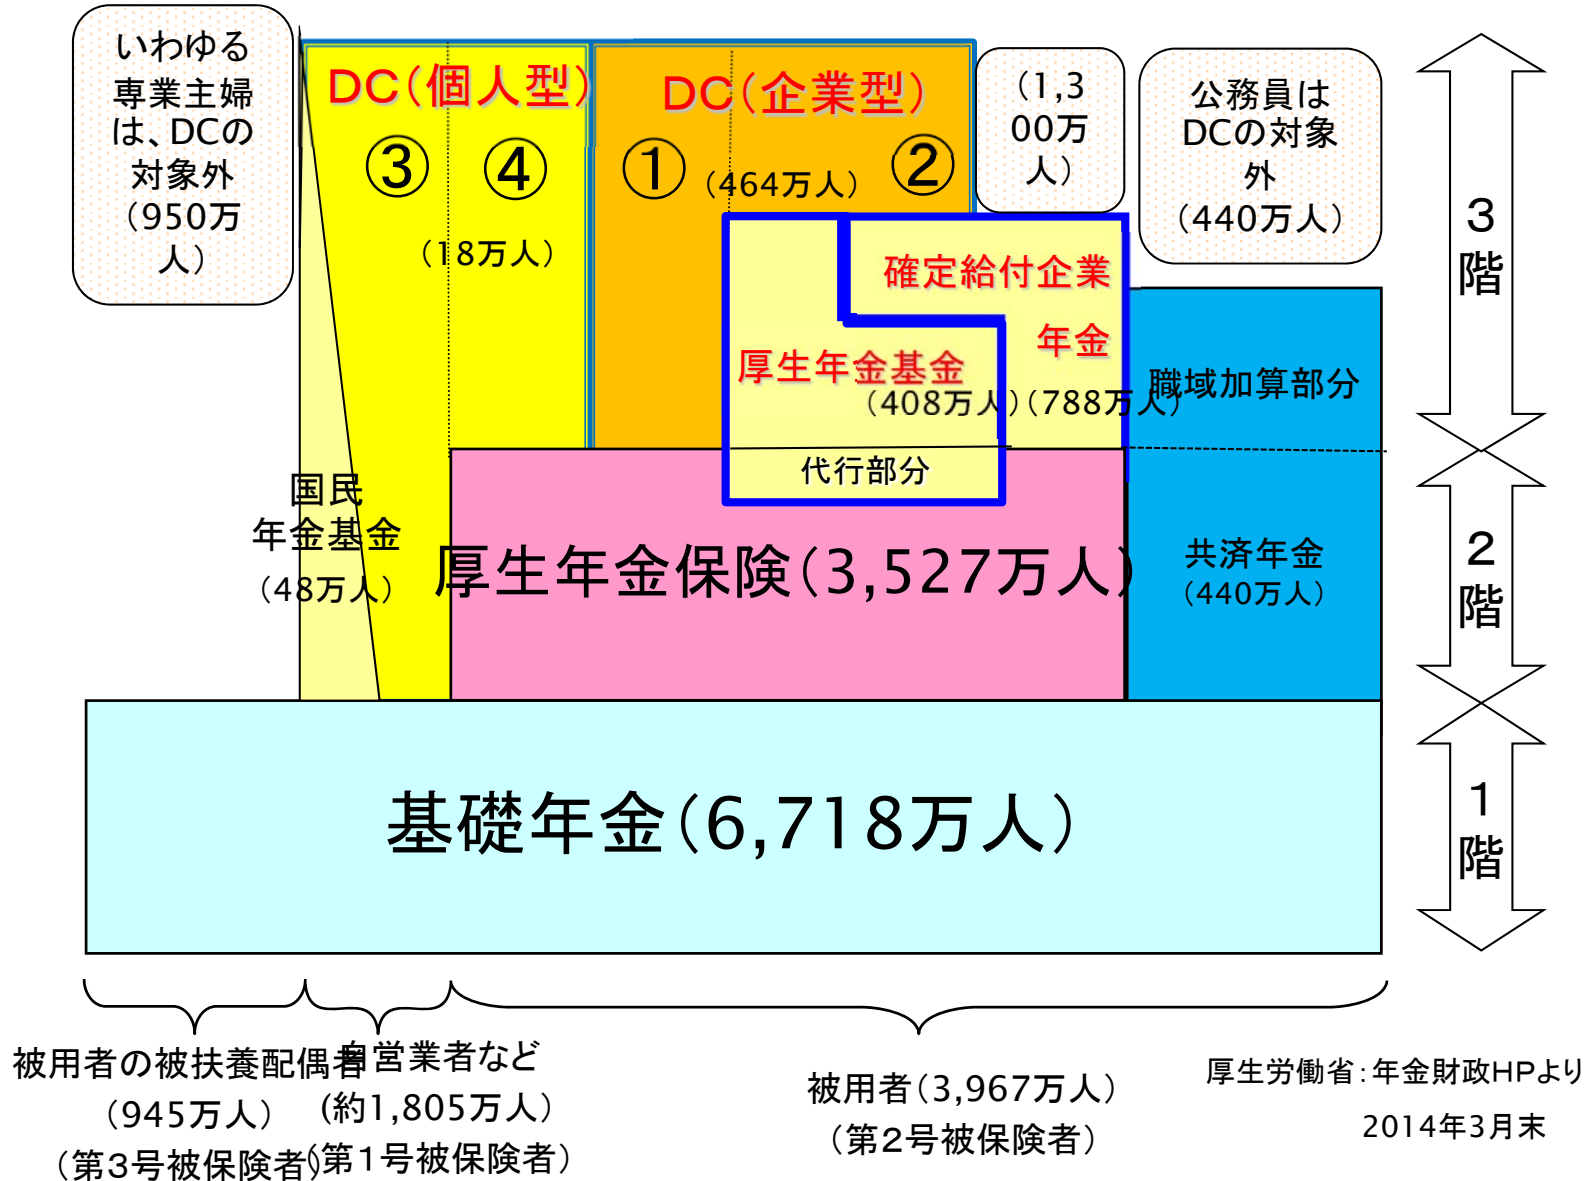 いわゆる
専業主婦
は、DCの
対象外
（950万
人）
DC（個人型）
③
④
（18万人）
DC（企業型）
①
（464万人）
②
（1,3
00万
人）
公務員は
DCの対象
外
（440万人）
確定給付企業
年金
厚生年金基金
（408万人）
（788万人）
代行部分
職域加算部分
国民
年金基金
（48万人）
厚生年金保険（3,527万人）
共済年金
（440万人）
基礎年金（6,718万人）
3
階
2
階
1
階
被用者の被扶養配偶者
（945万人）
（第3号被保険者）
自営業者など
(約1,805万人）
(第1号被保険者）
被用者（3,967万人）
（第2号被保険者）
厚生労働省：年金財政HPより
2014年3月末